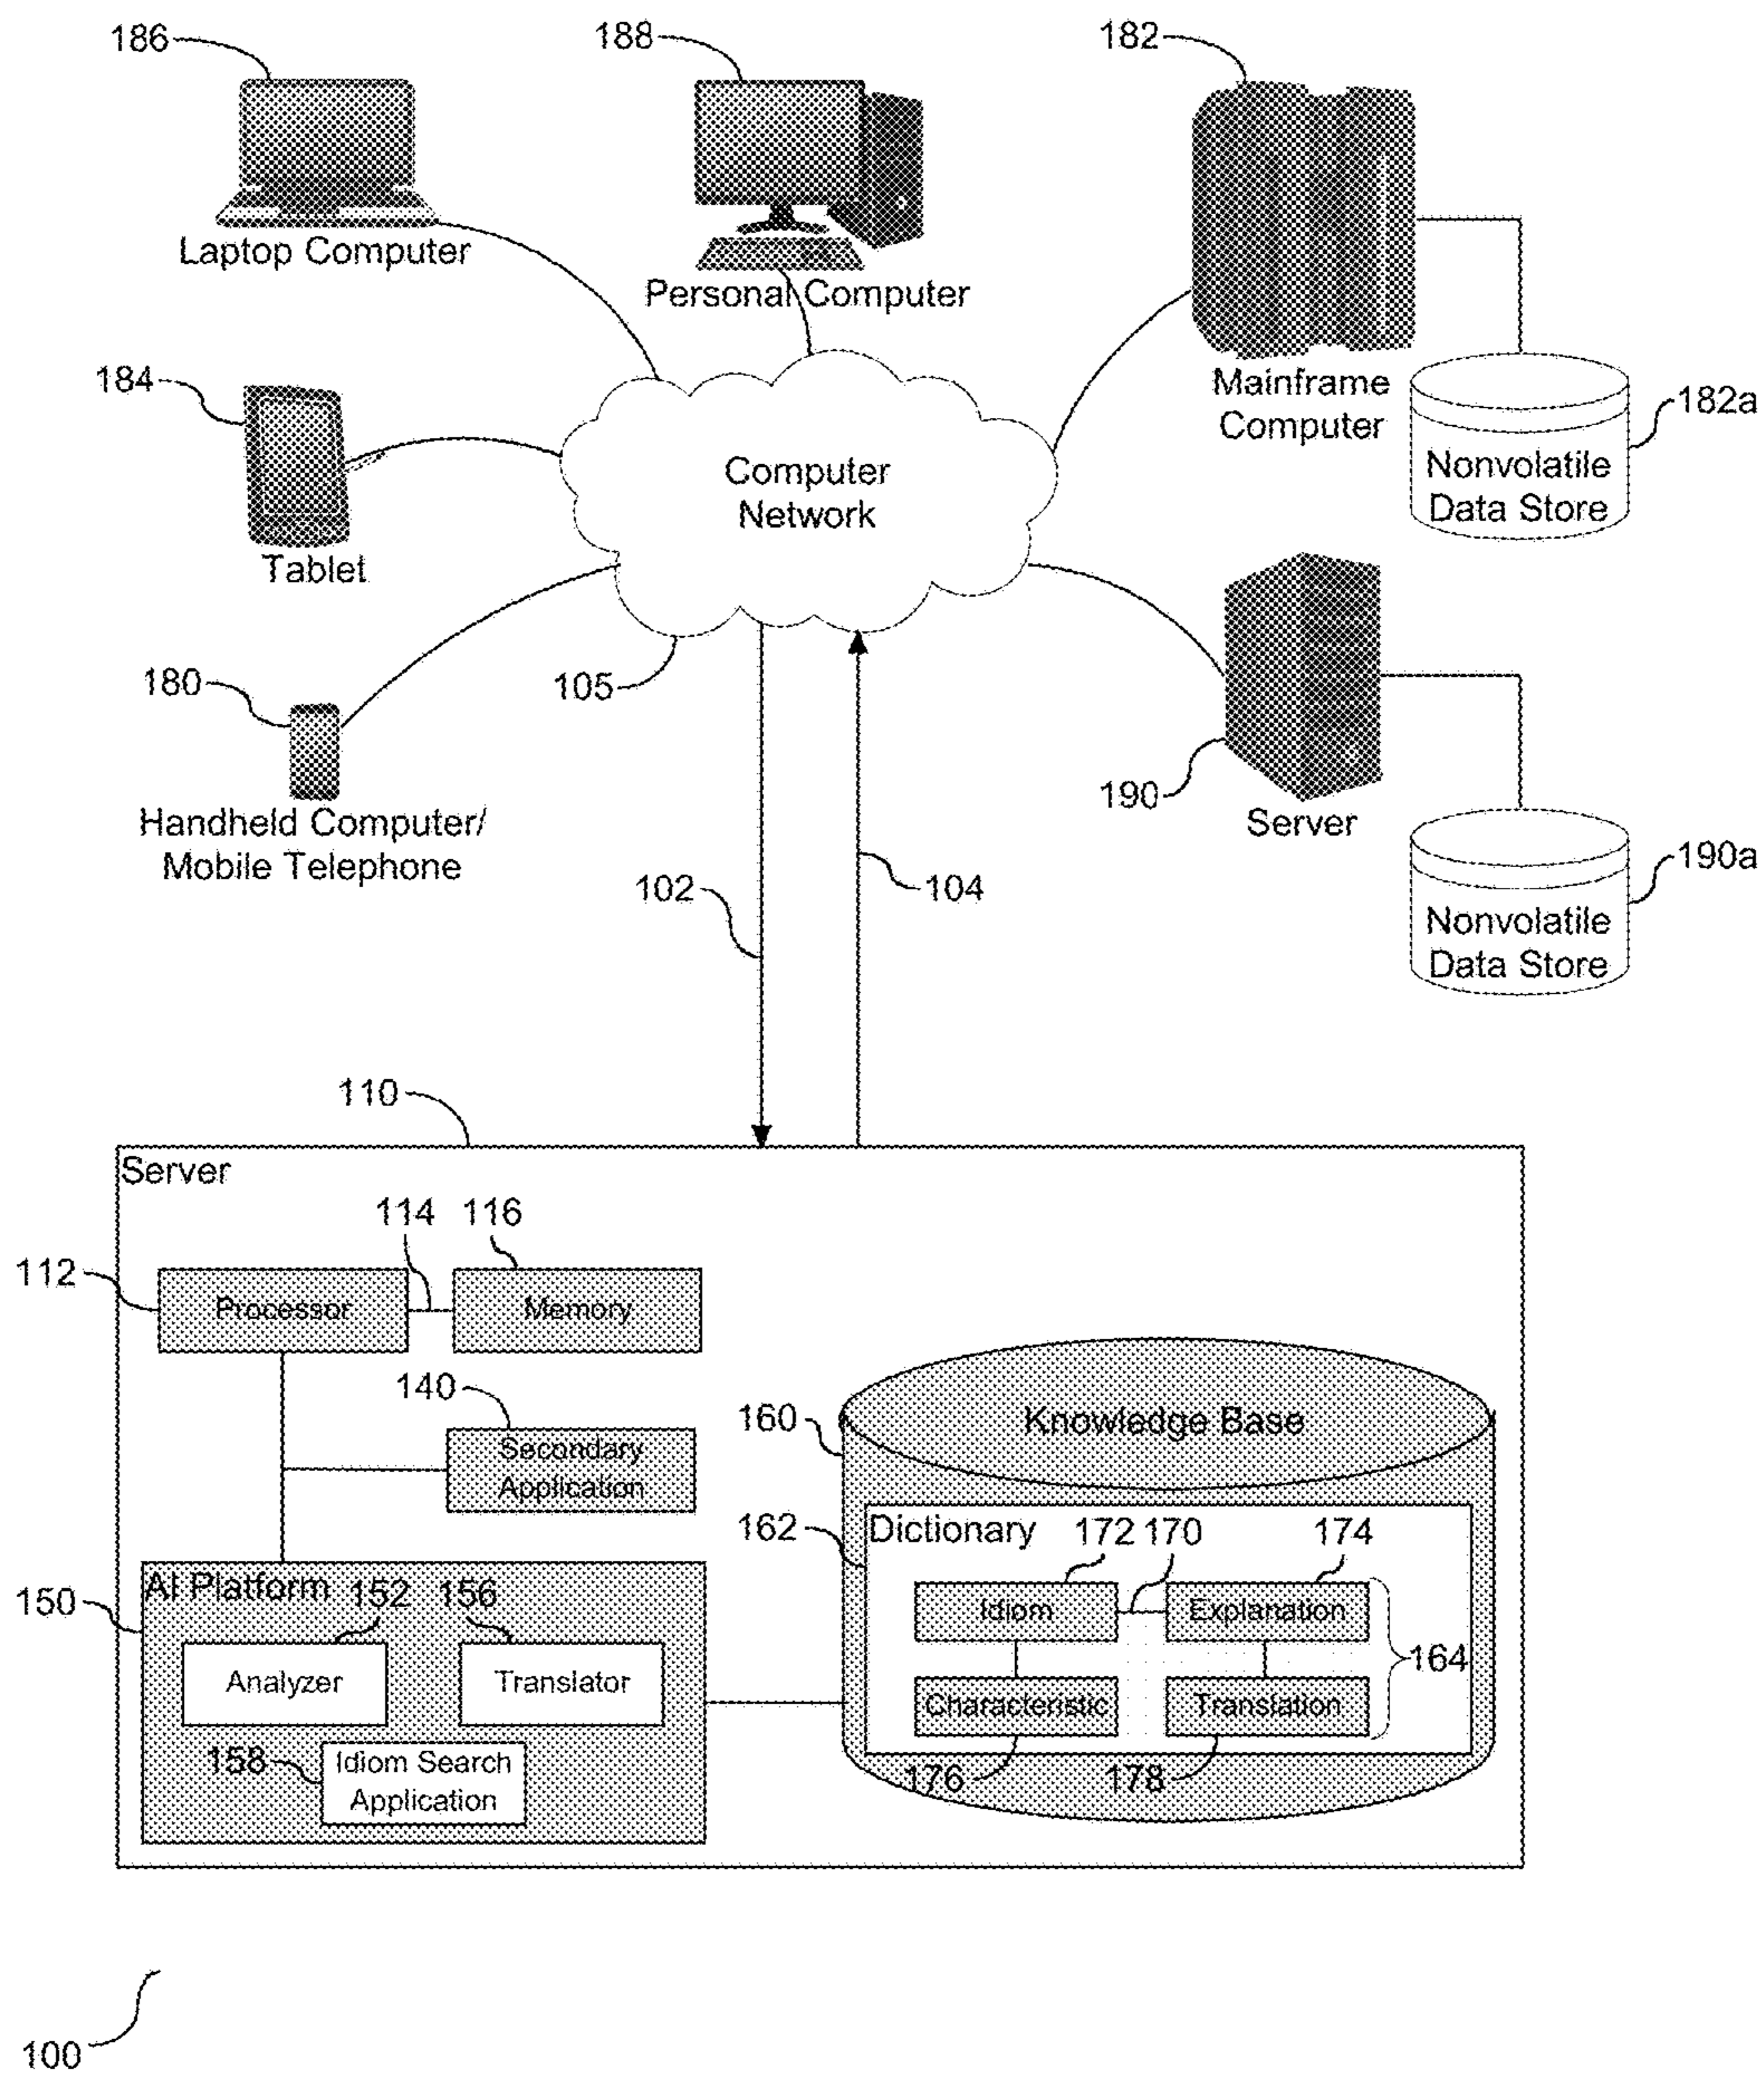 186
188
182
Laptop Computer
Personal Computer
184
Mainframe
Computer
182a
Computer
Network
Nonvolatile
Data Store
Tablet
180
105
190
Server
Handheld Computer/
Mobile Telephone
102
104
190a
Nonvolatile
Data Store
110
Server
114
116
112
Processor
Memory
140
160
Knowledge Base
Secondary
Application
162
Dictionary
172
170
174
150
AI Platform
152
156
Idiom
Explanation
164
Analyzer
Translator
Characteristic
Translation
158
Idiom Search
Application
176
178
100